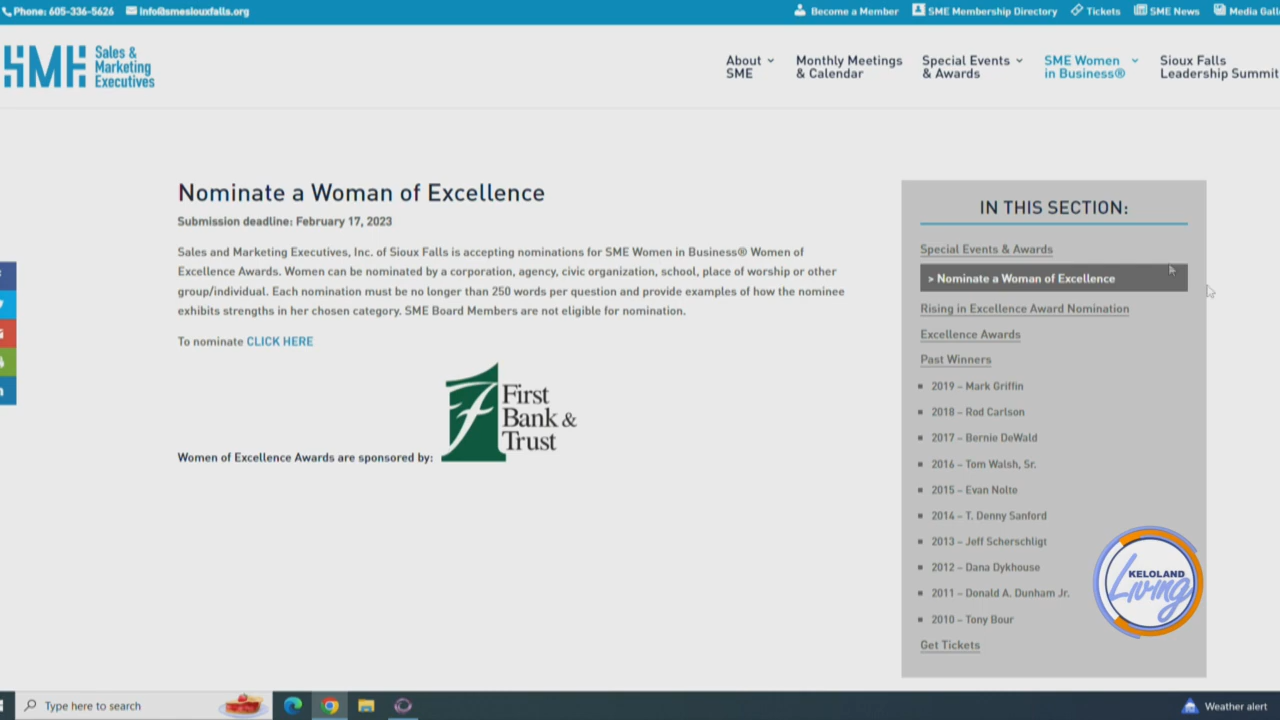 Phone: 605-336-5626 info@smesiouxfalls.org Become a Member SME Membership Directory Tickets SME News Media
SME Sales & Marketing Executives
About SME
Monthly Meetings & Calendar
Special Events & Awards
SME Women in Business®
Sioux Falls Leadership Summit
Nominate a Woman of Excellence
Submission deadline: February 17, 2023
Sales and Marketing Executives, Inc. of Sioux Falls is accepting nominations for SME Women in Business® Women of
Excellence Awards. Women can be nominated by a corporation, agency, civic organization, school, place of worship or other
group/individual. Each nomination must be no longer than 250 words per question and provide examples of how the nominee
exhibits strengths in her chosen category. SME Board Members are not eligible for nomination.
To nominate CLICK HERE
First
Bank &
Trust
Women of Excellence Awards are sponsored by:
IN THIS SECTION:
Special Events & Awards
> Nominate a Woman of Excellence
Rising in Excellence Award Nomination
Excellence Awards
Past Winners
2019 – Mark Griffin
2018 – Rod Carlson
2017 – Bernie DeWald
2016 – Tom Walsh, Sr.
2015 – Evan Nolte
2014 – T. Denny Sanford
2013 – Jeff Scherschligt
2012 – Dana Dykhouse
2011 – Donald A. Dunham Jr.
2010 – Tony Bour
Get Tickets
KELOLAND
Living
Type here to search
Weather alert